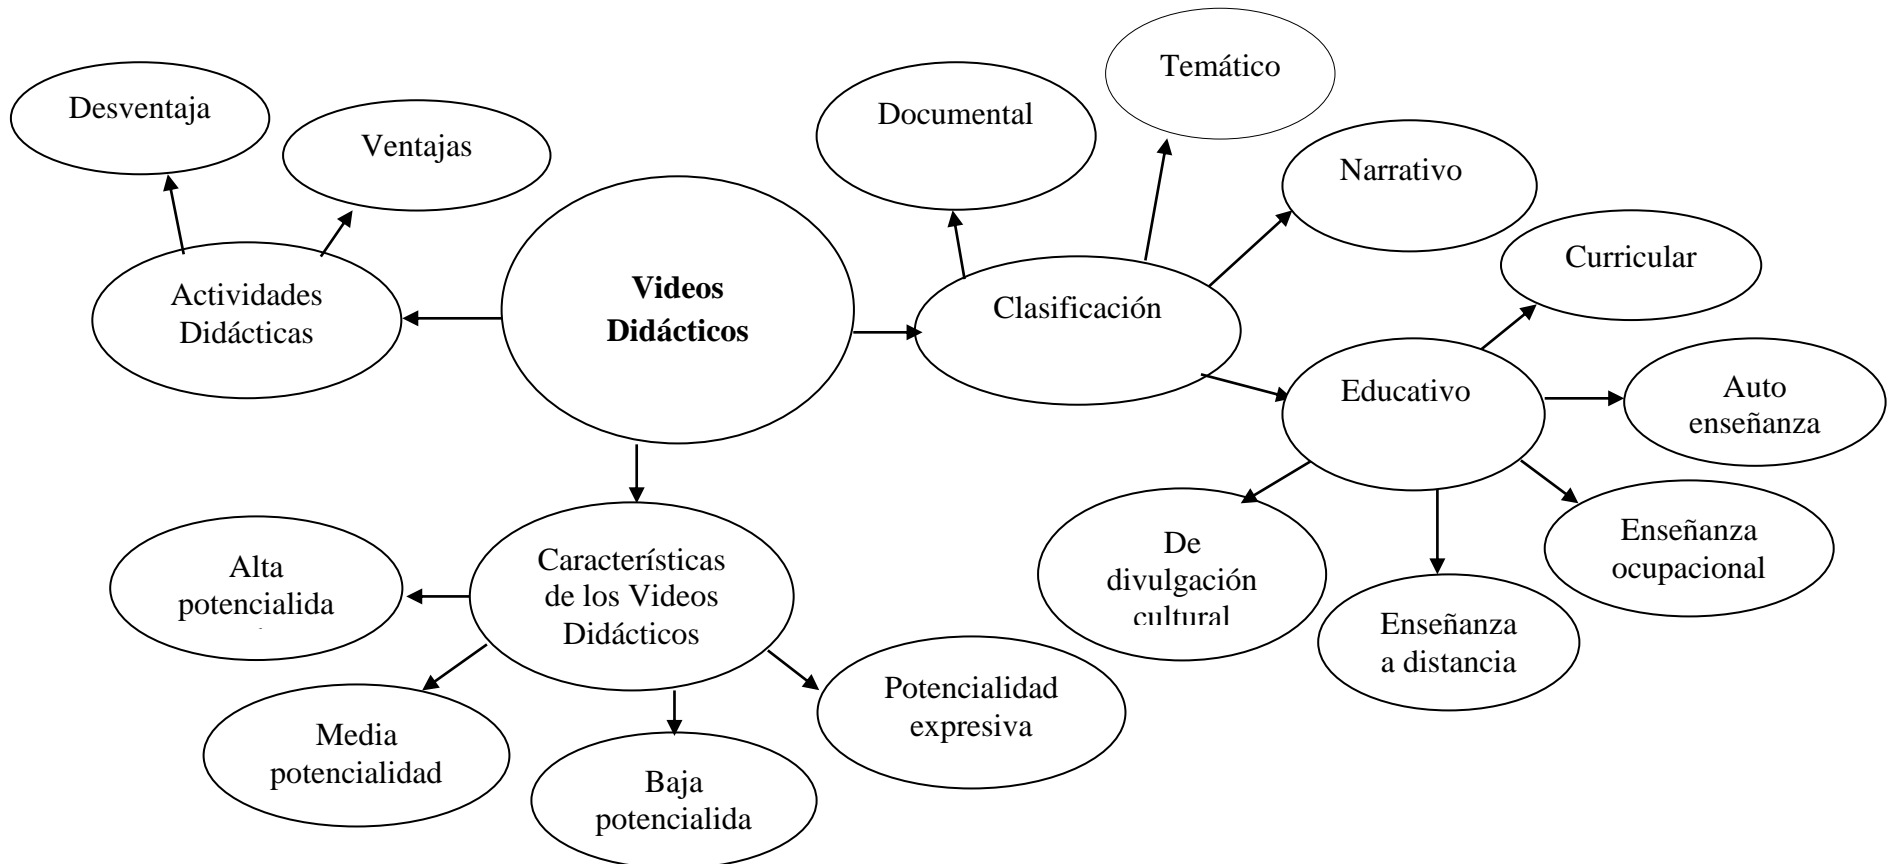 Temático
Desventaja
Documental
Ventajas
Narrativo
Curricular
Actividades
Didácticas
Videos
Didácticos
Clasificación
Educativo
Auto
enseñanza
Enseñanza
ocupacional
De
divulgación
cultural
Enseñanza
a distancia
Características
de los Videos
Didácticos
Alta
potencialida
Potencialidad
expresiva
Media
potencialidad
Baja
potencialida